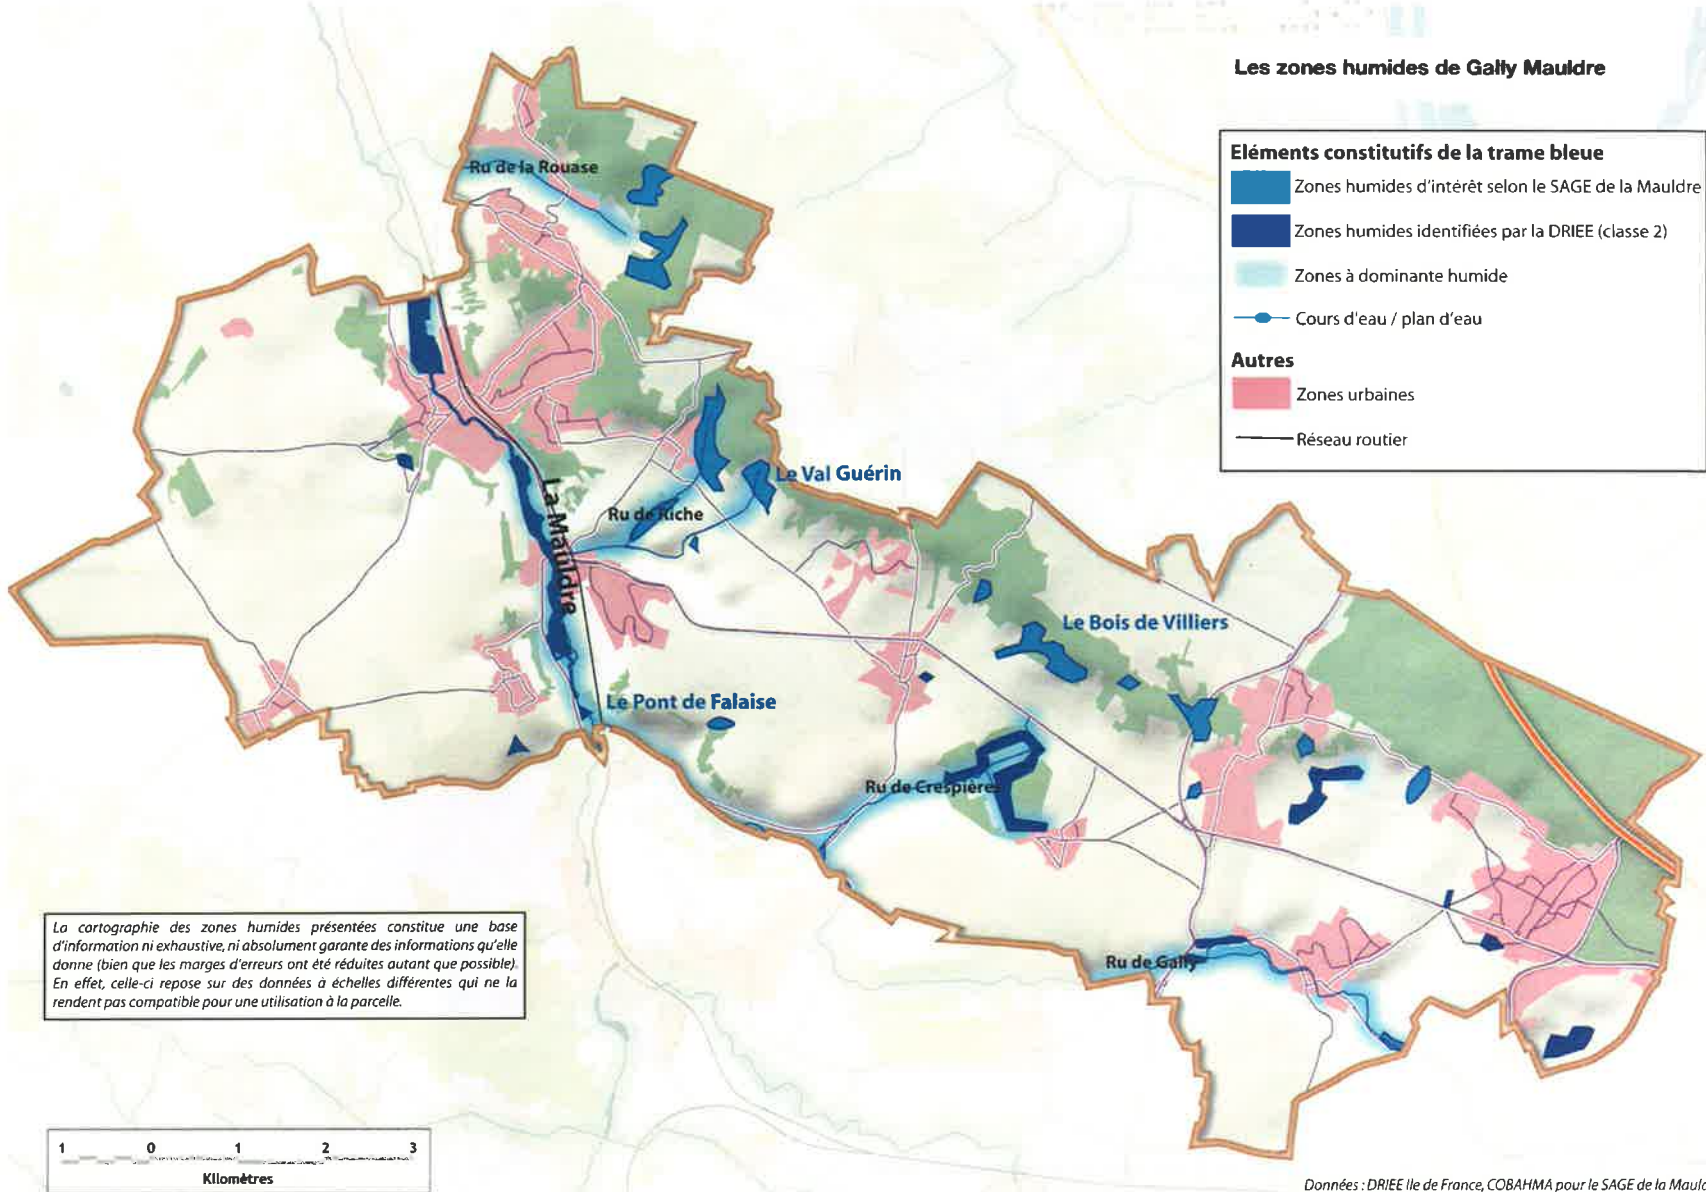 Les zones humides de Gally Mauldre
Eléments constitutifs de la trame bleue
Zones humides d'intérêt selon le SAGE de la Mauldre
Zones humides identifiées par la DRIEE (classe 2)
Zones à dominante humide
Cours d'eau / plan d'eau
Autres
Zones urbaines
Réseau routier
Ru de la Rouase
Le Val Guérin
Ru de Riche
La Mauldre
Le Bois de Villiers
Le Pont de Falaise
Ru de Crespières
Ru de Gally
La cartographie des zones humides présentées constitue une base
d'information ni exhaustive, ni absolument garante des informations qu'elle
donne (bien que les marges d'erreurs ont été réduites autant que possible).
En effet, celle-ci repose sur des données à échelles différentes qui ne la
rendent pas compatible pour une utilisation à la parcelle.
1 0 1 2 3
Kilomètres
Données : DRIEE Ile de France, COBAHMA pour le SAGE de la Mauld